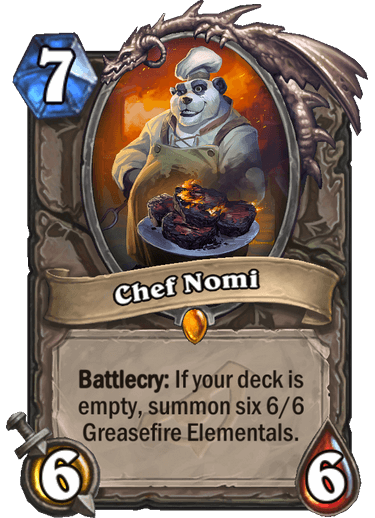 7
Chef Nomi
Battlecry: If your deck is
empty, summon six 6/6
Greasefire Elementals.
6
6